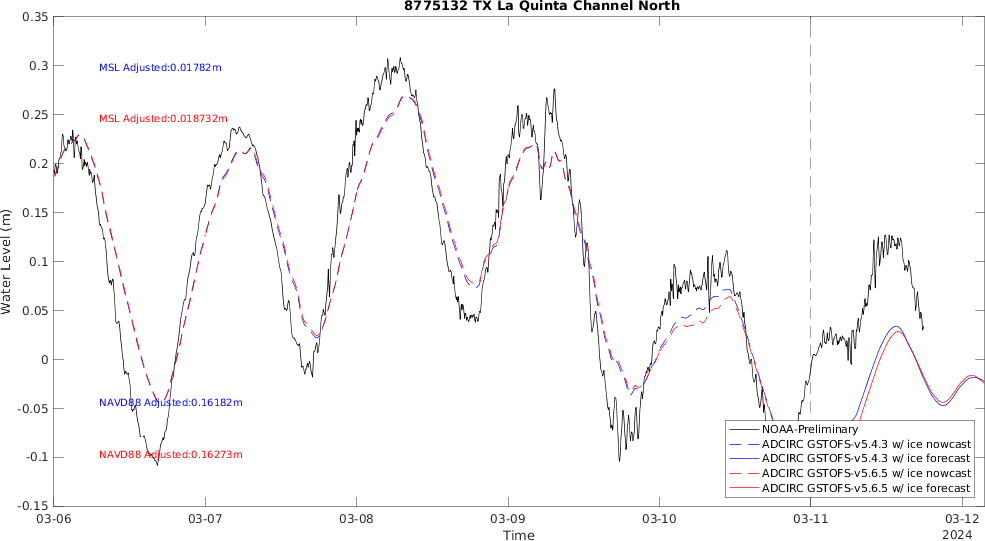 8775132 TX La Quinta Channel North
0.35
0.3
0.25
0.2
0.15
0.1
0.05
0
-0.05
-0.1
-0.15
Water Level (m)
MSL Adjusted:0.01782m
MSL Adjusted:0.018732m
NAVD88 Adjusted:0.16182m
NAVD88 Adjusted:0.16273m
NOAA-Preliminary
ADCIRC GSTOFS-v5.4.3 w/ ice nowcast
ADCIRC GSTOFS-v5.4.3 w/ ice forecast
ADCIRC GSTOFS-v5.6.5 w/ ice nowcast
ADCIRC GSTOFS-v5.6.5 w/ ice forecast
03-06 03-07 03-08 03-09 03-10 03-11 03-12
Time
2024